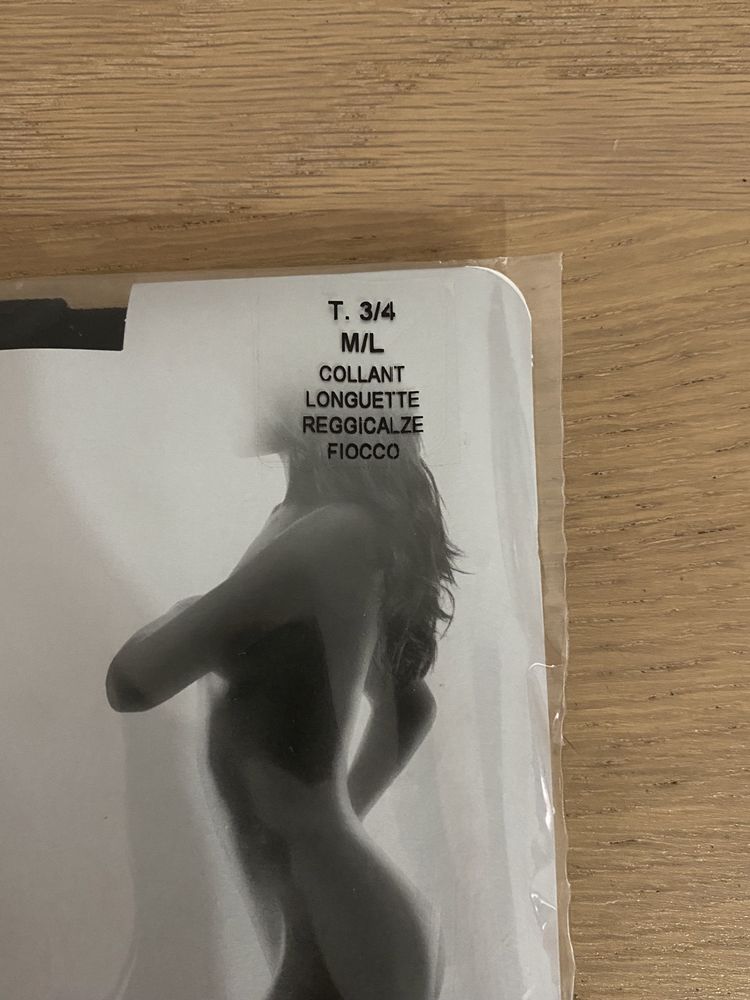 T. 3/4
M/L
COLLANT
LONGUETTE
REGGICALZE
FIOCCO